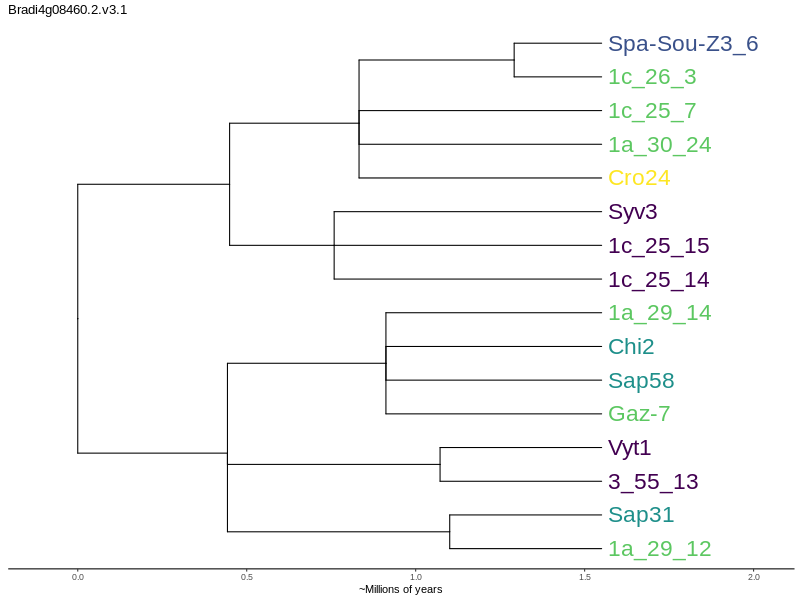 Bradi4g08460.2.v3.1
Spa-Sou-Z3_6
1c_26_3
1c_25_7
1a_30_24
Cro24
Syv3
1c_25_15
1c_25_14
1a_29_14
Chi2
Sap58
Gaz-7
Vyt1
3_55_13
Sap31
1a_29_12
0.0 0.5 1.0 1.5 2.0
~Millions of years